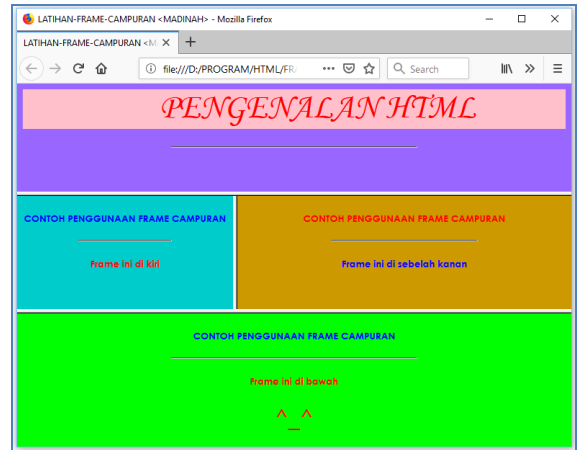 LATIHAN-FRAME-CAMPURAN <MADINAH> - Mozilla Firefox
LATIHAN-FRAME-CAMPURAN <M
file:///D:/PROGRAM/HTML/FR
Search
PENGENALAN HTML
CONTOH PENGGUNAAN FRAME CAMPURAN
Frame ini di kiri
CONTOH PENGGUNAAN FRAME CAMPURAN
Frame ini di sebelah kanan
CONTOH PENGGUNAAN FRAME CAMPURAN
Frame ini di bawah
^_^